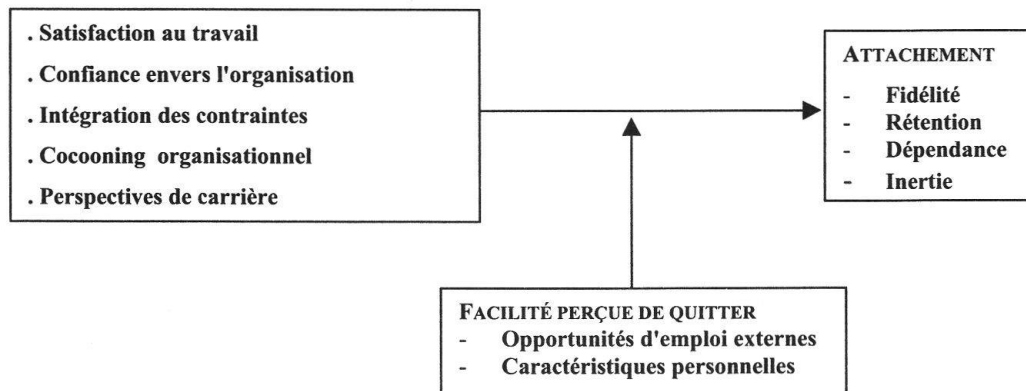 . Satisfaction au travail
. Confiance envers l'organisation
. Intégration des contraintes
. Cocooning organisationnel
. Perspectives de carrière
ATTACHEMENT
- Fidélité
- Rétention
- Dépendance
- Inertie
FACILITÉ PERÇUE DE QUITTER
- Opportunités d'emploi externes
- Caractéristiques personnelles